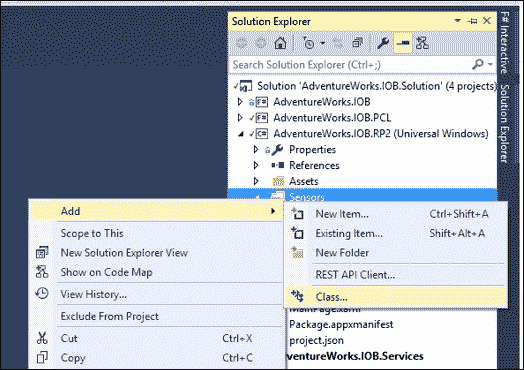 Solution Explorer
Search Solution Explorer (Ctrl+;)
Solution 'AdventureWorks.IOB.Solution' (4 projects)
F# AdventureWorks.IOB
F# AdventureWorks.IOB.PCL
C# AdventureWorks.IOB.RP2 (Universal Windows)
Properties
References
Assets
Sensors
Add
Scope to This
New Solution Explorer View
Show on Code Map
View History...
Exclude From Project
Cut Ctrl+X
Copy Ctrl+C
New Item... Ctrl+Shift+A
Existing Item... Shift+Alt+A
New Folder
REST API Client...
Class...
MainPage.xaml
Package.appxmanifest
project.json
ventureWorks.IOB.Services
F# Interactive
Solution Explorer